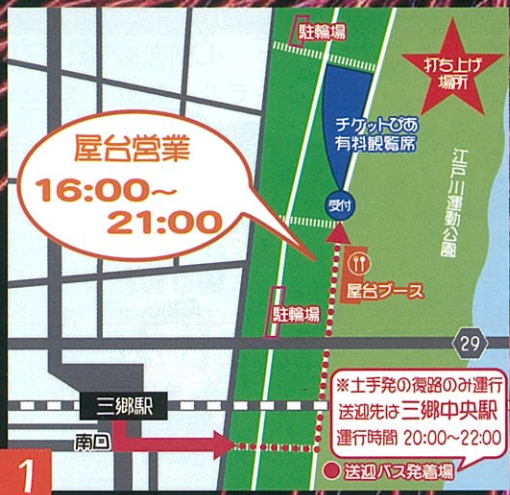 駐輪場
打ち上げ
場所
チケットぴあ
有料観覧席
江戸川運動公園
屋台営業
16:00~
21:00
受付
屋台ブース
駐輪場
29
※土手発の復路のみ運行
送迎先は三郷中央駅
運行時間 20:00~22:00
三郷駅
南口
送迎バス発着場
1